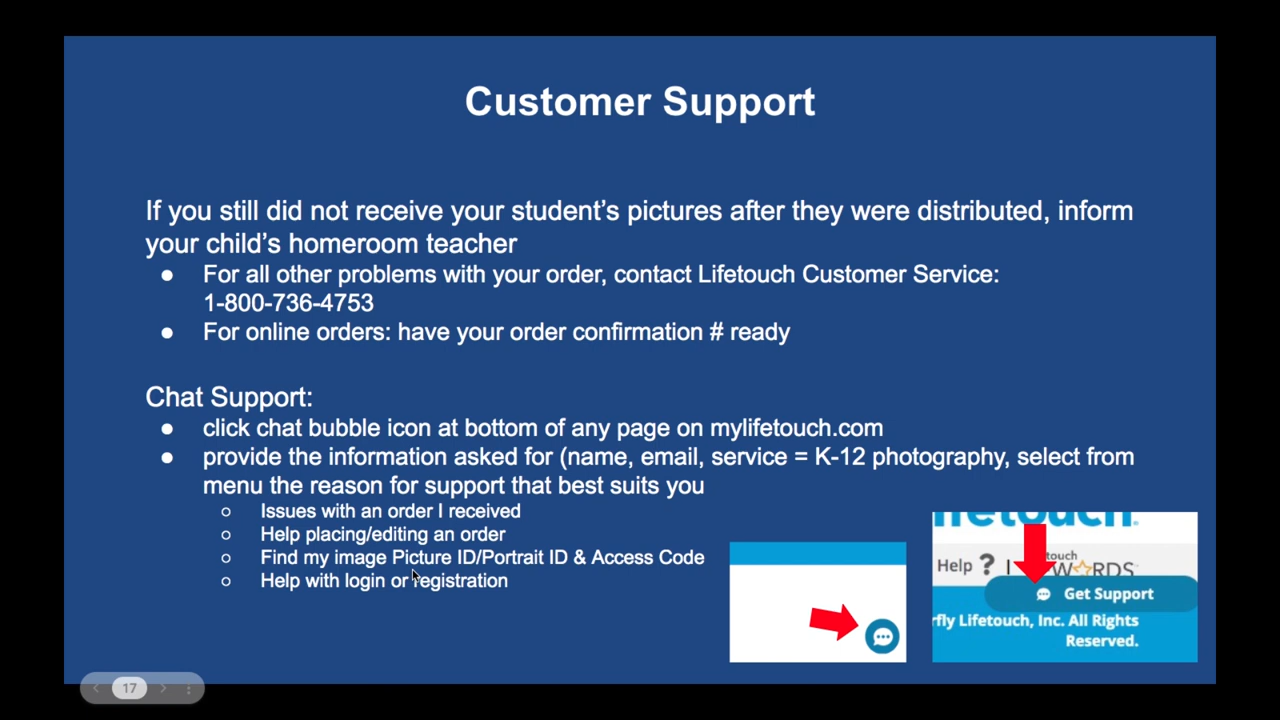 Customer Support
If you still did not receive your student's pictures after they were distributed, inform
your child's homeroom teacher
● For all other problems with your order, contact Lifetouch Customer Service:
1-800-736-4753
● For online orders: have your order confirmation # ready
Chat Support:
● click chat bubble icon at bottom of any page on mylifetouch.com
● provide the information asked for (name, email, service = K-12 photography, select from
menu the reason for support that best suits you
○ Issues with an order I received
○ Help placing/editing an order
○ Find my image Picture ID/Portrait ID & Access Code
○ Help with login or registration
ifetouch.
Help ? | touch
WARDS
Get Support
rfly Lifetouch, Inc. All Rights
Reserved.
17